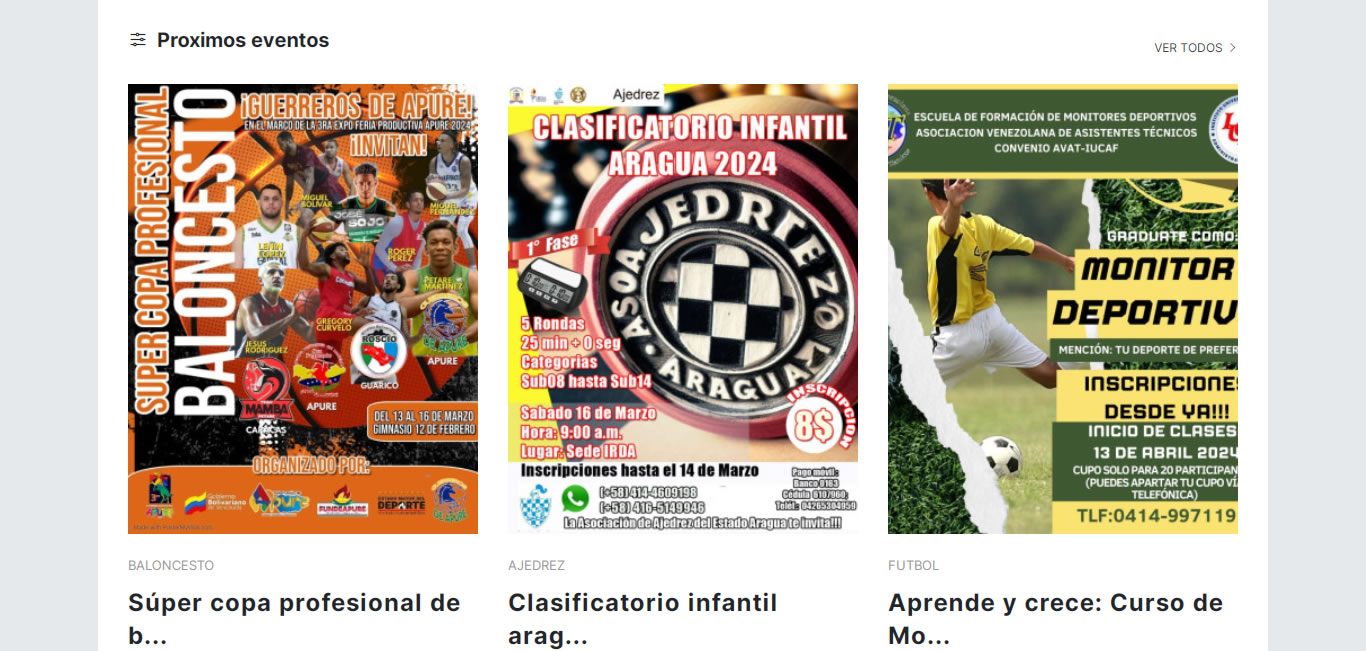 Proximos eventos
VER TODOS
SUPER COPA PROFESIONAL
BALONCESTO
¡GUERREROS DE APURE!
EN EL MARCO DE LA 3RA EXPO FERIA PRODUCTIVA APURE 2024
¡INVITAN!
MIGUEL
BOLIVAR
MIGUEL
FERNANDEZ
JOSE
SOJO
LENIN
LOPEZ
ROGER
PEREZ
MARTINEZ
GREGORY
CURVELO
JESUS
RODRIGUEZ
ROSCIO
GUARICO
APURE
APURE
MAMBA
CARACAS
DEL 13 AL 16 DE MARZO
GIMNASIO 12 DE FEBRERO
ORGANIZADO POR:
Gobierno
Bolivariano
FUNDEAPURE
DEPORTE
Made with PosterMyWall.com
Ajedrez
CLASIFICATORIO INFANTIL
ARAGUA 2024
1° Fase
ASOAJEDREZ
ARAGUA
5 Rondas
25 min + 0 seg
Categorias
Sub08 hasta Sub14
Sabado 16 de Marzo
Hora: 9:00 a.m.
Lugar: Sede IRDA
INSCRIPCION
8$
Inscripciones hasta el 14 de Marzo
(+58) 414-4609198
(+58) 416-5149946
Pago móvil:
Banco 0163
La Asociación de Ajedrez del Estado Aragua te invita!!!
ESCUELA DE FORMACIÓN DE MONITORES DEPORTIVOS
ASOCIACION VENEZOLANA DE ASISTENTES TÉCNICOS
CONVENIO AVAT-IUCAF
GRADUATE COMO:
MONITOR
DEPORTIV
MENCIÓN: TU DEPORTE DE PREFER
INSCRIPCIONES
DESDE YA!!!
INICIO DE CLASES
13 DE ABRIL 2024
CUPO SOLO PARA 20 PARTICIPAN
(PUEDES APARTAR TU CUPO VÍA
TELEFÓNICA)
TLF:0414-997119
BALONCESTO
AJEDREZ
FUTBOL
Súper copa profesional de
b...
Clasificatorio infantil
arag...
Aprende y crece: Curso de
Mo...